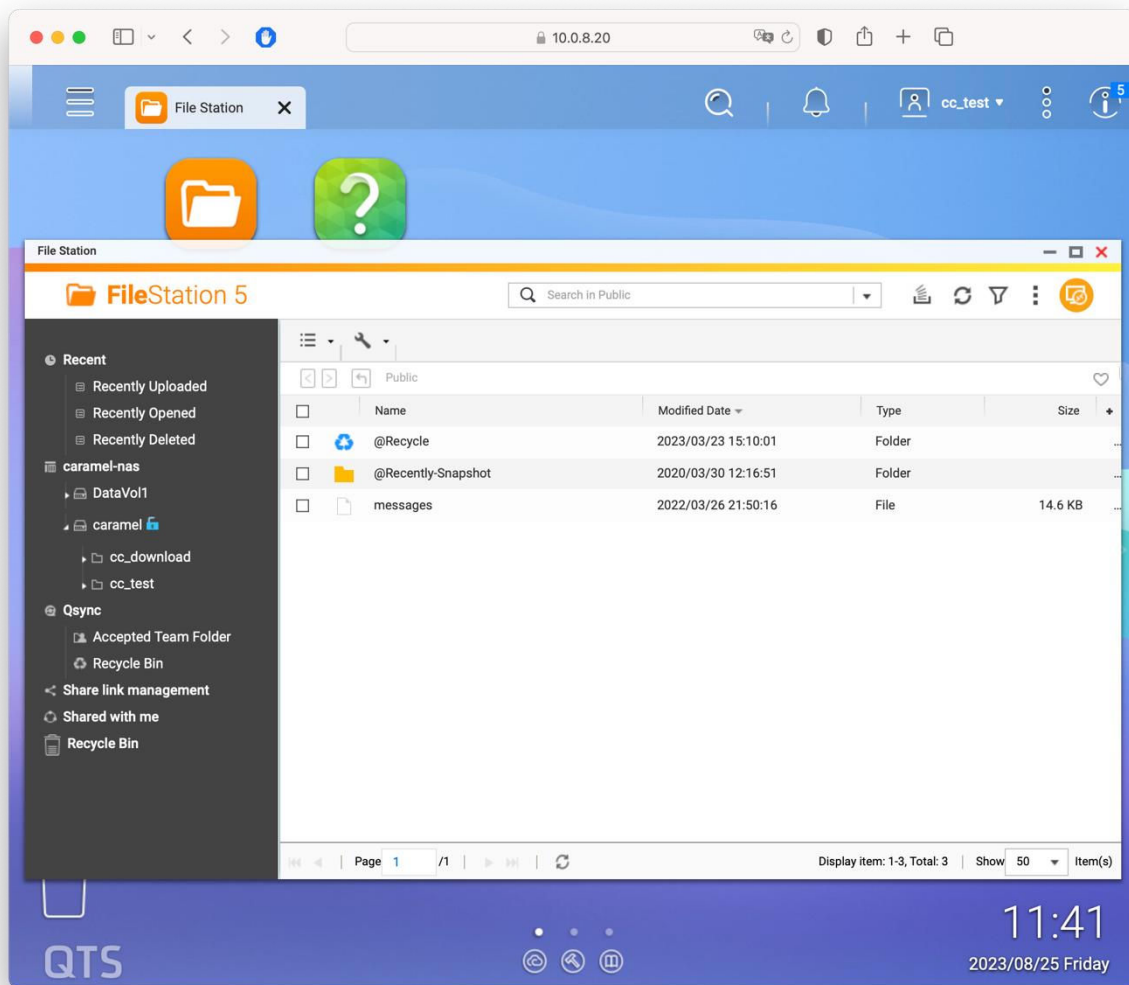 10.0.8.20
File Station
cc_test
5
File Station
FileStation 5
Search in Public
Recent
Recently Uploaded
Recently Opened
Recently Deleted
caramel-nas
DataVol1
caramel
cc_download
cc_test
Qsync
Accepted Team Folder
Recycle Bin
Share link management
Shared with me
Recycle Bin
Public
Name Modified Date Type Size
@Recycle 2023/03/23 15:10:01 Folder ...
@Recently-Snapshot 2020/03/30 12:16:51 Folder ...
messages 2022/03/26 21:50:16 File 14.6 KB ...
Page 1 /1 Display item: 1-3, Total: 3 Show 50 Item(s)
QTS
11:41
2023/08/25 Friday